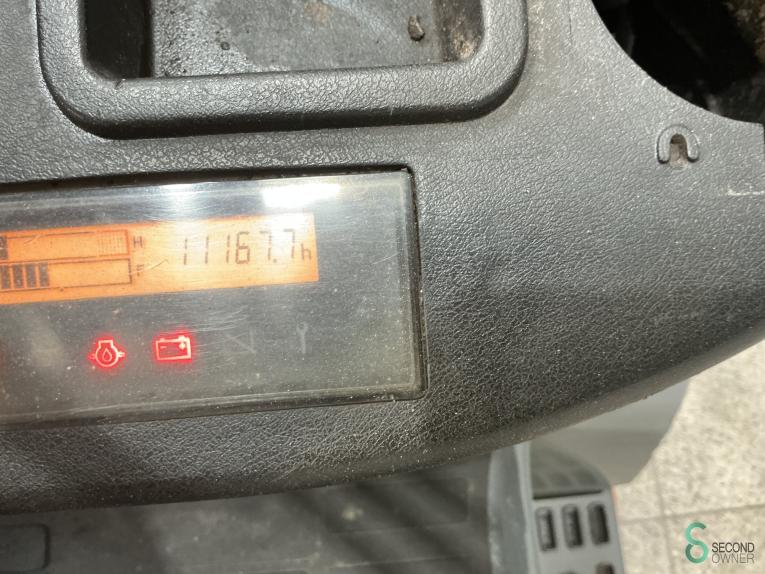 H
11167.7h
F
SECOND
OWNER